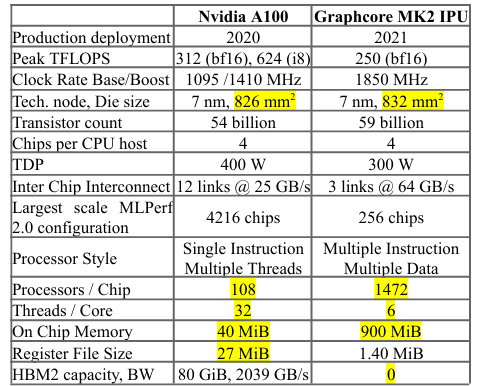 Nvidia A100 Graphcore MK2 IPU
Production deployment 2020 2021
Peak TFLOPS 312 (bf16), 624 (i8) 250 (bf16)
Clock Rate Base/Boost 1095 /1410 MHz 1850 MHz
Tech. node, Die size 7 nm, 826 mm² 7 nm, 832 mm²
Transistor count 54 billion 59 billion
Chips per CPU host 4 4
TDP 400 W 300 W
Inter Chip Interconnect 12 links @ 25 GB/s 3 links @ 64 GB/s
Largest scale MLPerf
2.0 configuration 4216 chips 256 chips
Processor Style Single Instruction
Multiple Threads Multiple Instruction
Multiple Data
Processors / Chip 108 1472
Threads / Core 32 6
On Chip Memory 40 MiB 900 MiB
Register File Size 27 MiB 1.40 MiB
HBM2 capacity, BW 80 GiB, 2039 GB/s 0